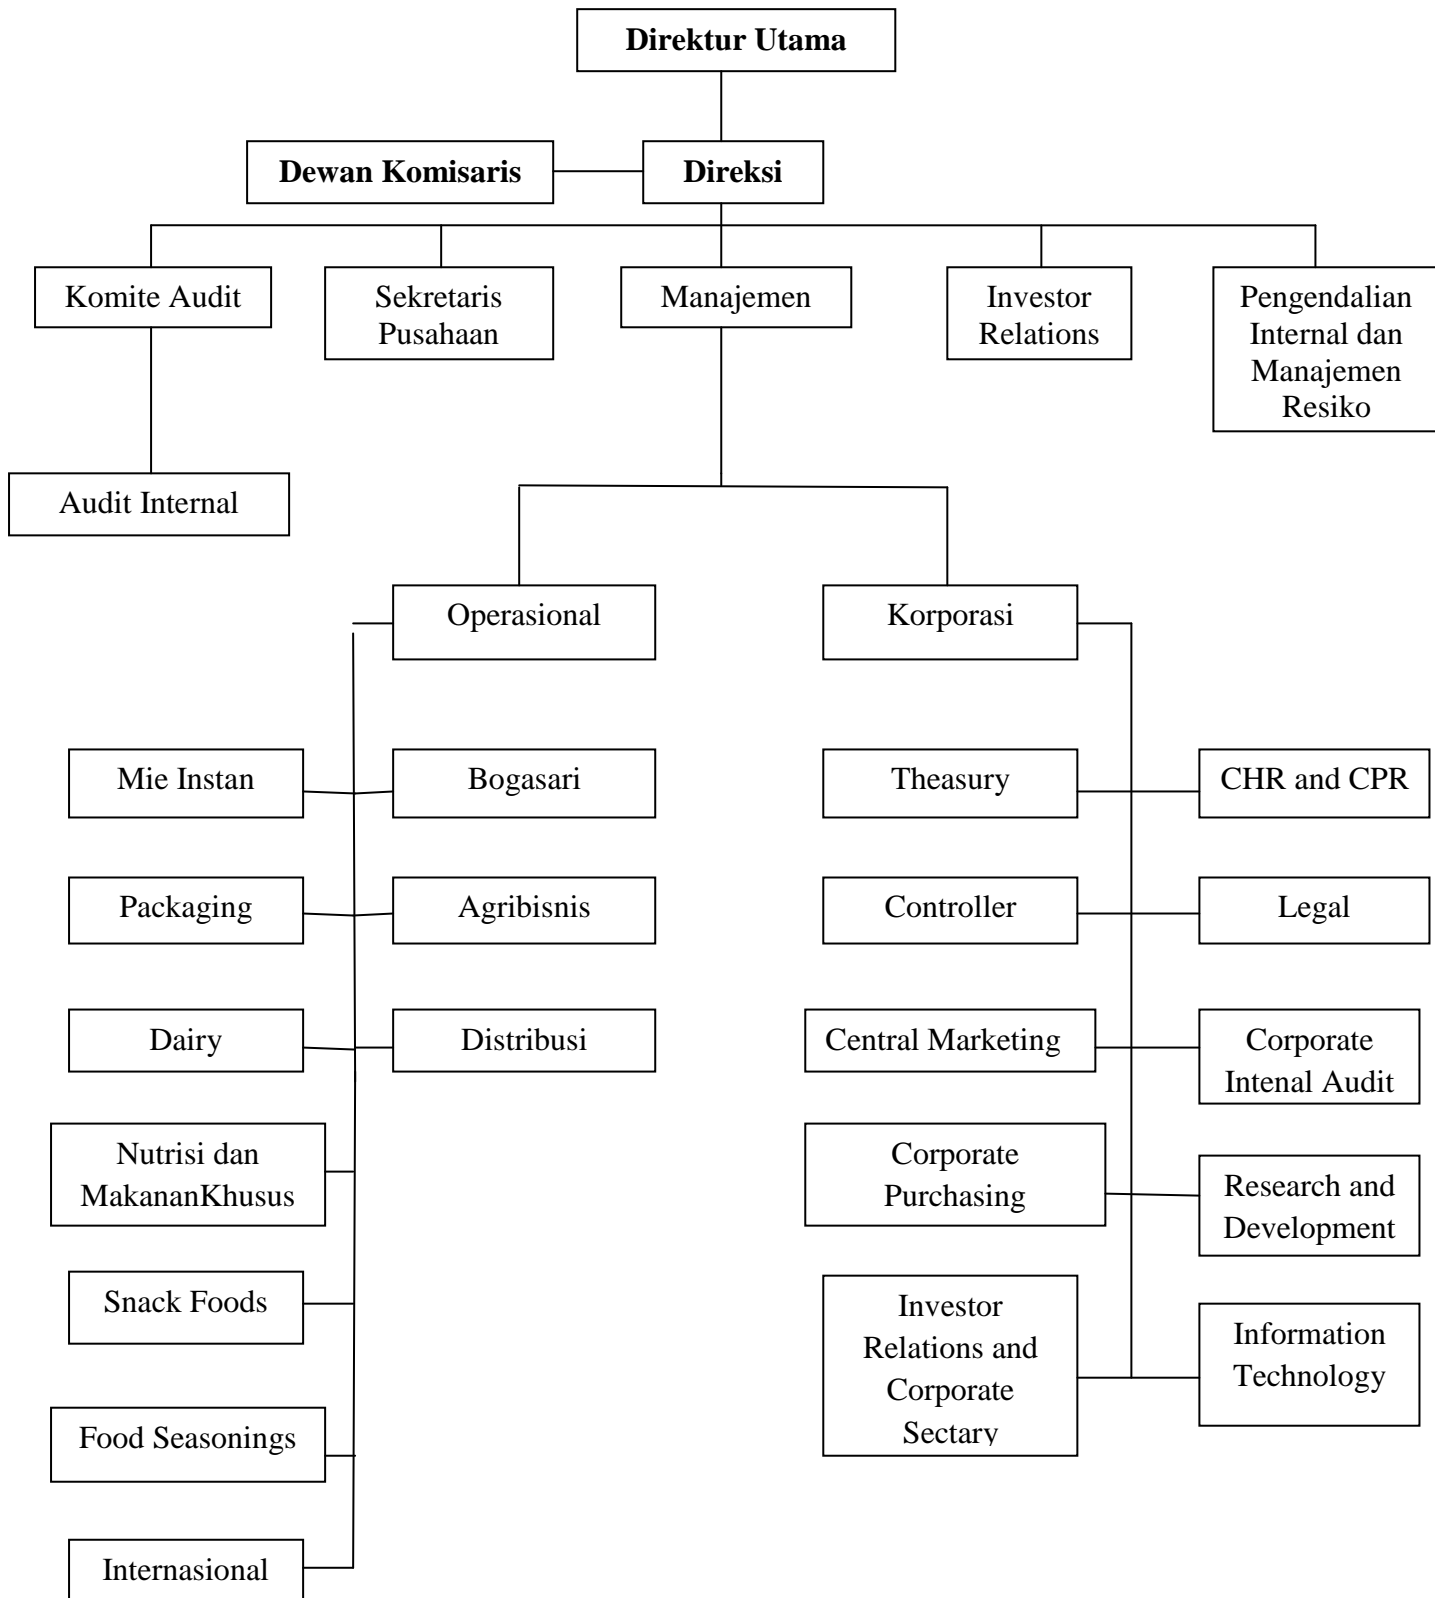 Direktur Utama
Dewan Komisaris
Direksi
Komite Audit
Sekretaris
Pusahaan
Manajemen
Investor
Relations
Pengendalian
Internal dan
Manajemen
Resiko
Audit Internal
Operasional
Korporasi
Mie Instan
Bogasari
Theasury
CHR and CPR
Packaging
Agribisnis
Controller
Legal
Dairy
Distribusi
Central Marketing
Corporate
Intenal Audit
Nutrisi dan
MakananKhusus
Corporate
Purchasing
Research and
Development
Snack Foods
Investor
Relations and
Corporate
Sectary
Information
Technology
Food Seasonings
Internasional